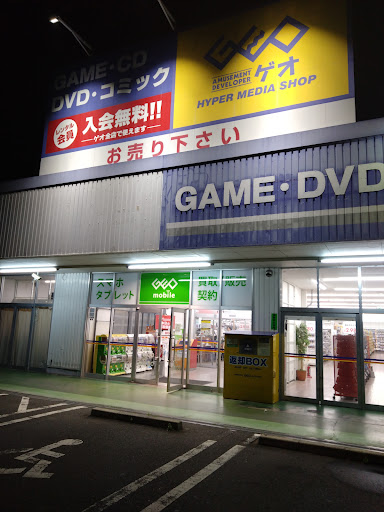 GAME・CD
DVD・コミック
レンタル会員
入会無料!!
ゲオ全店で使えます
お売り下さい
GEO
AMUSEMENT
DEVELOPER
ゲオ
HYPER MEDIA SHOP
GAME・DVD
スマホ
タブレット
GEO
mobile
買取 販売
契約
返却BOX